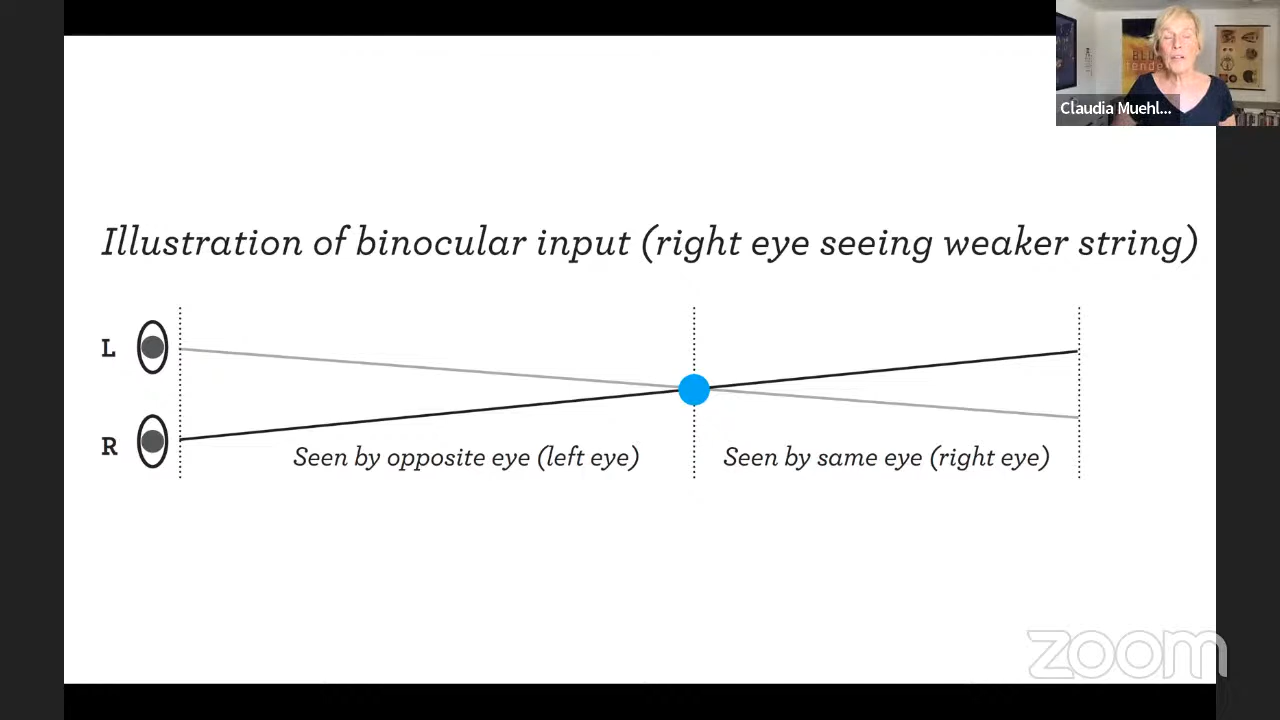 Claudia Muehl...
Illustration of binocular input (right eye seeing weaker string)
L
R
Seen by opposite eye (left eye)
Seen by same eye (right eye)
zoom